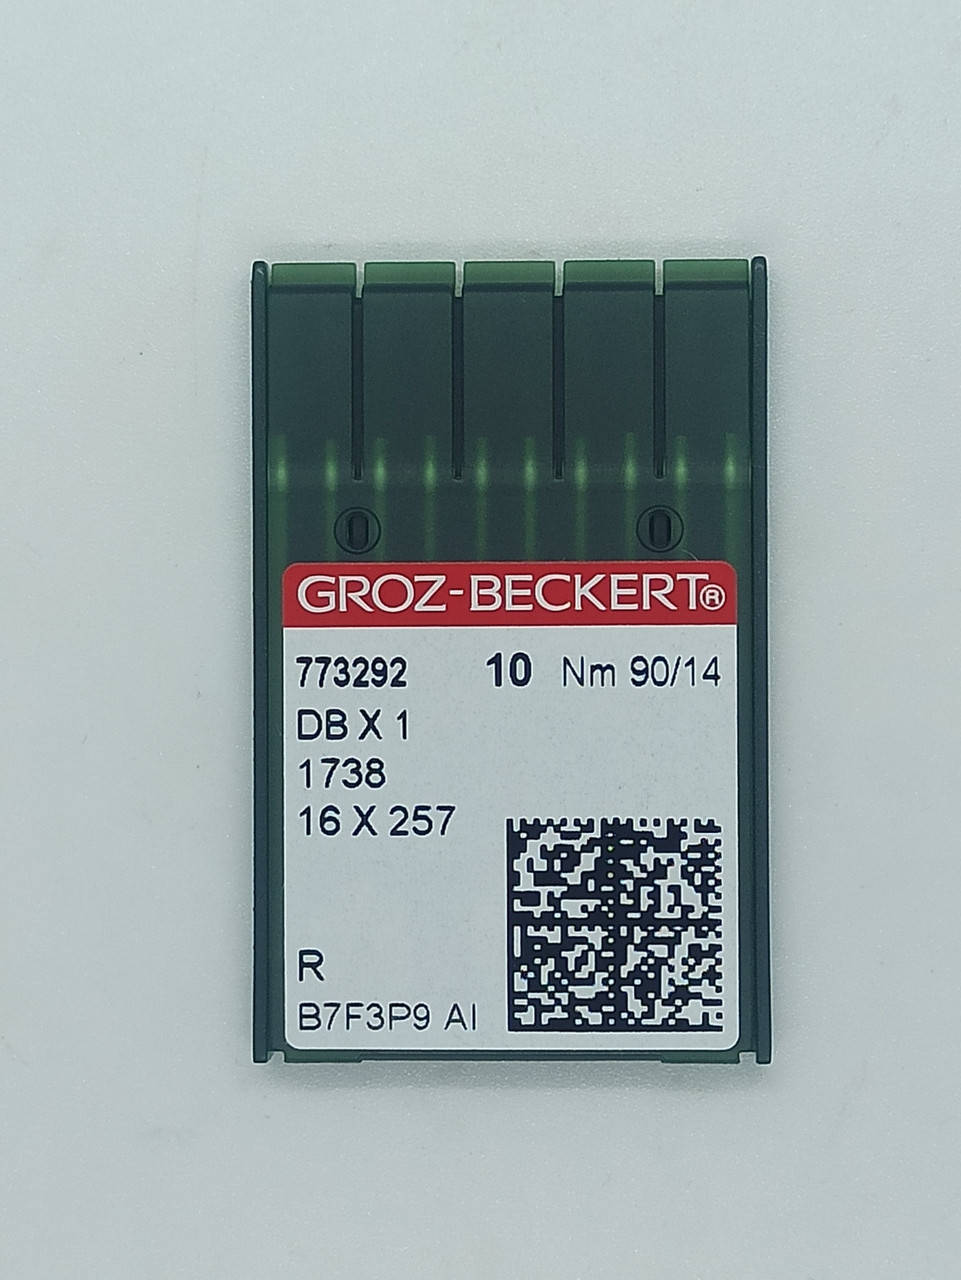 GROZ-BECKERT®
773292 10 Nm 90/14
DB X 1
1738
16 X 257
R
B7F3P9 AI